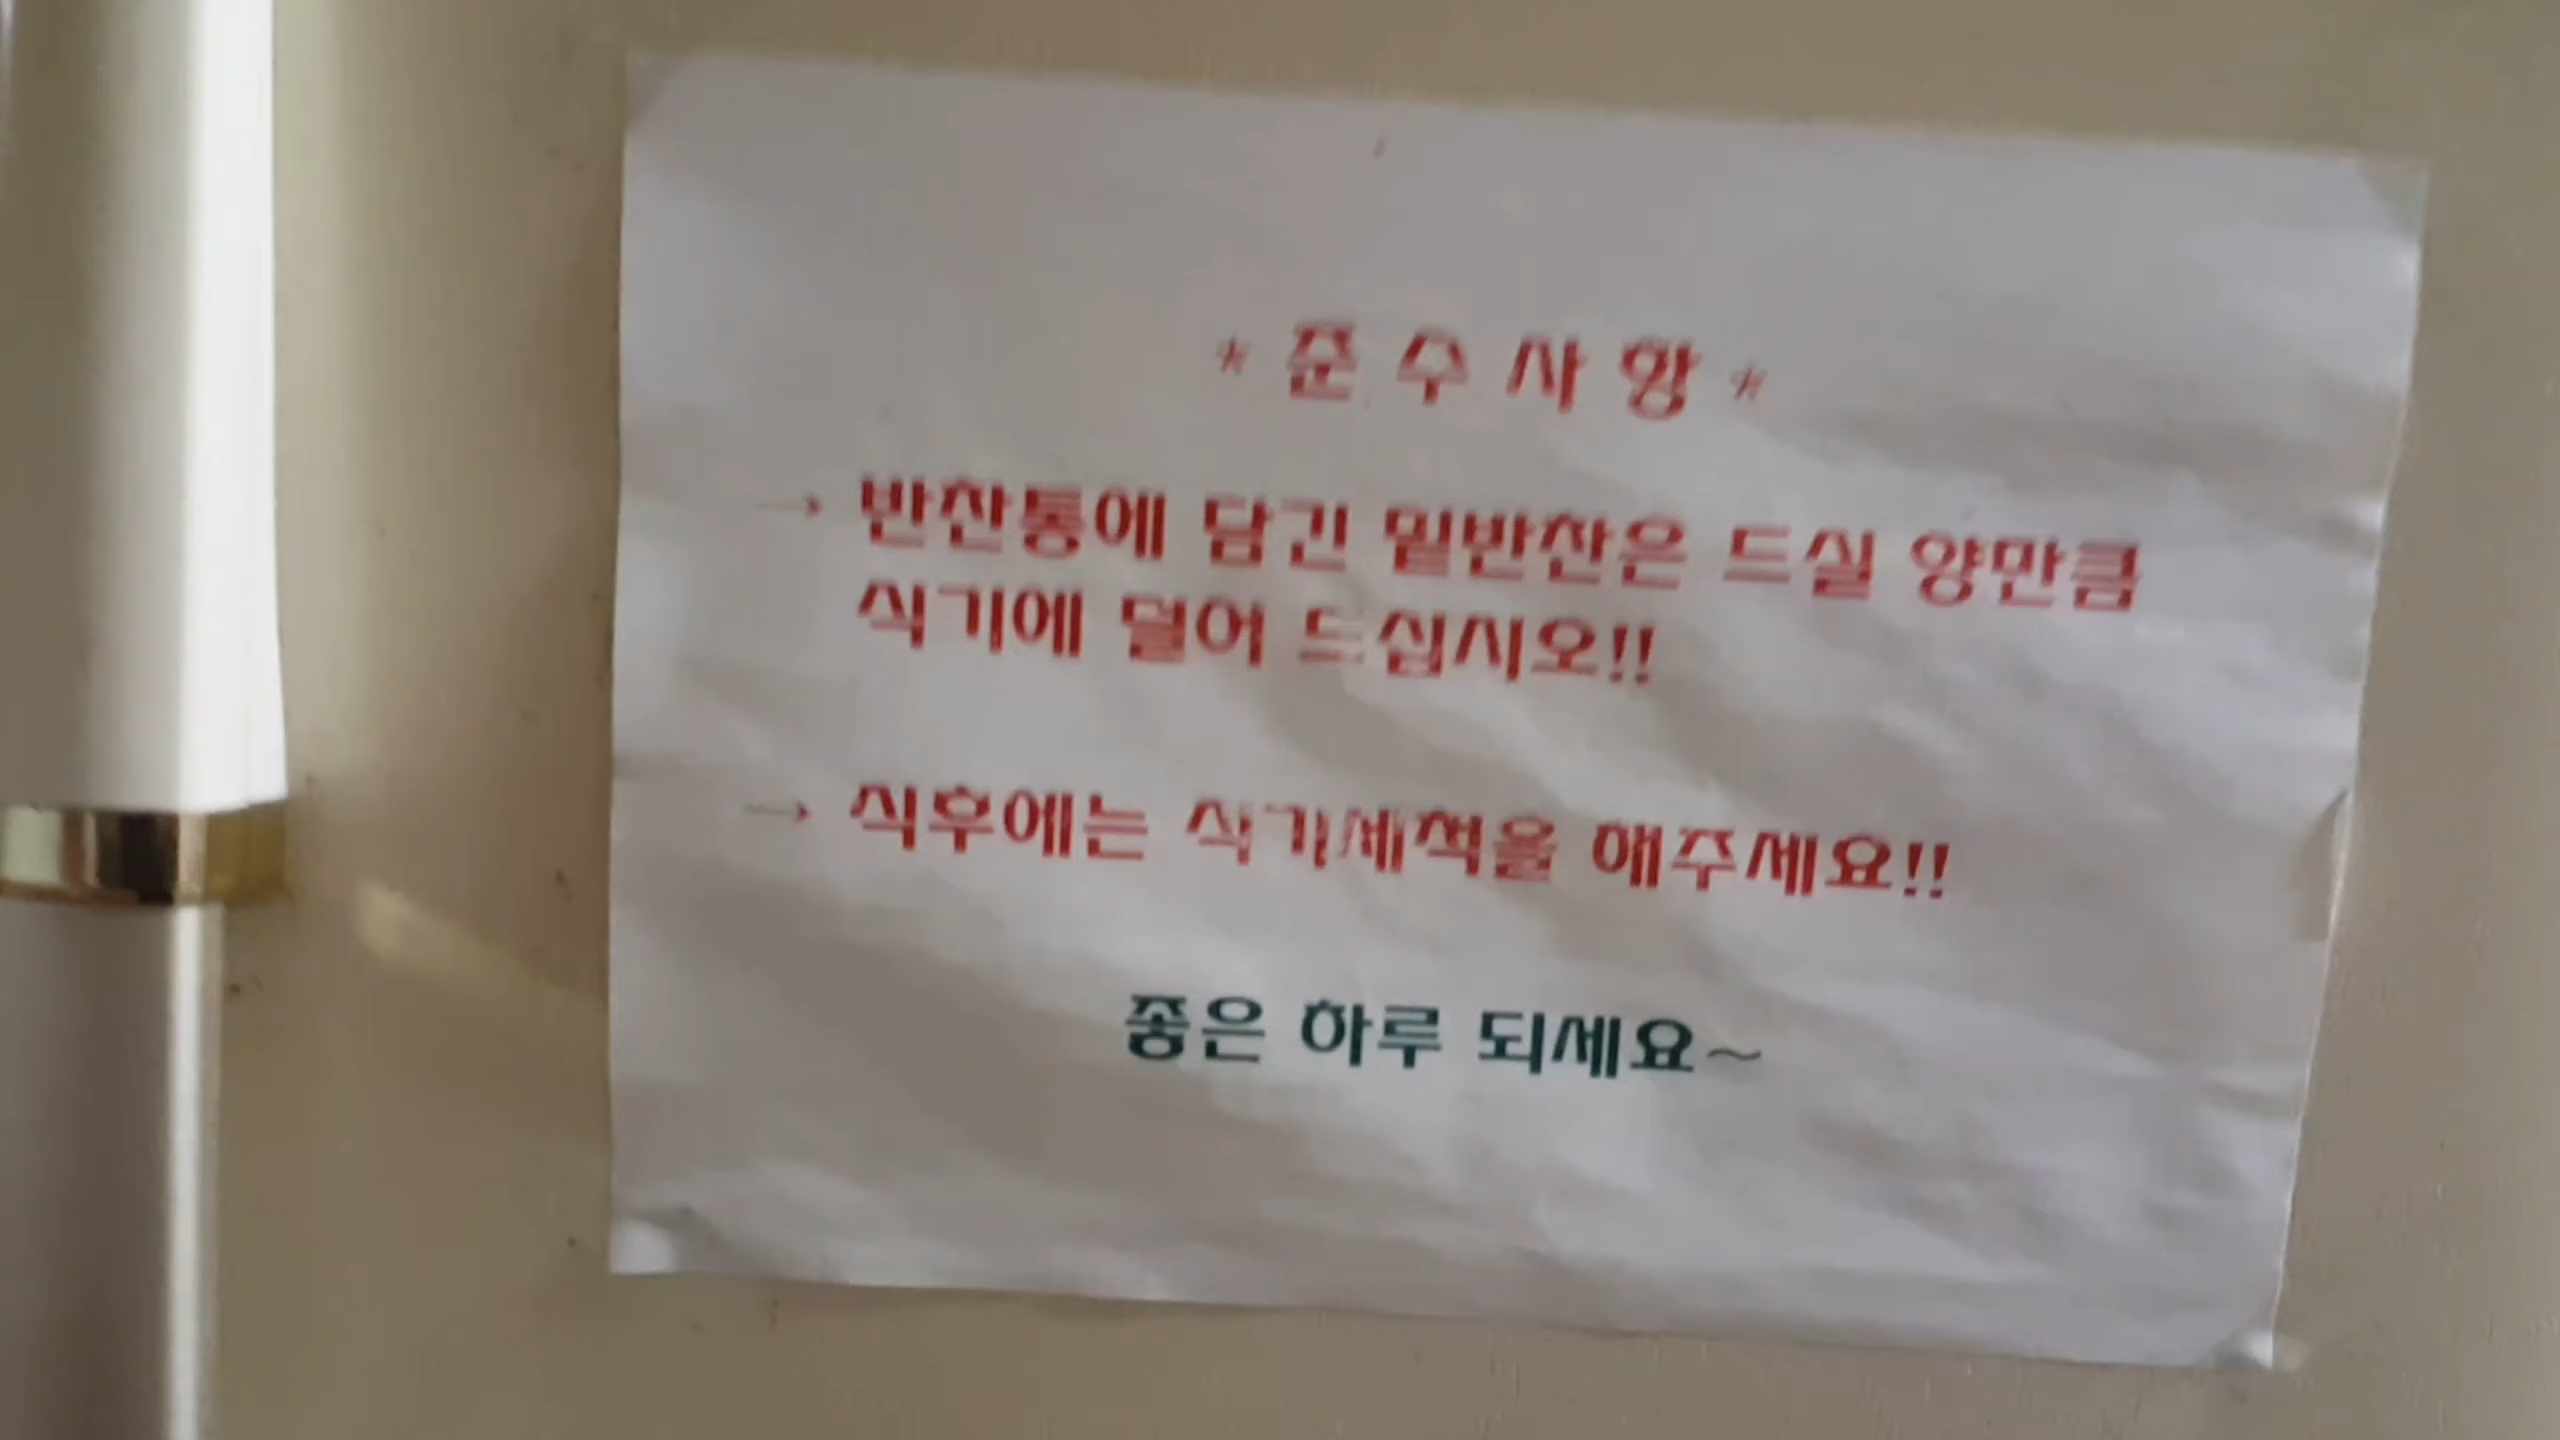 * 준 수 사 항 *
→ 반찬통에 담긴 밑반찬은 드실 양만큼
식기에 덜어 드십시오!!
→ 식후에는 식기세척을 해주세요!!
좋은 하루 되세요~